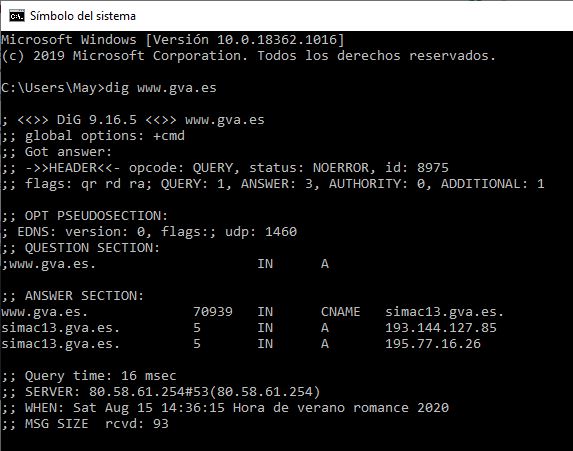 Símbolo del sistema
Microsoft Windows [Versión 10.0.18362.1016]
(c) 2019 Microsoft Corporation. Todos los derechos reservados.
C:\Users\May>dig www.gva.es
; <<>> DiG 9.16.5 <<>> www.gva.es
;; global options: +cmd
;; Got answer:
;; ->>HEADER<<- opcode: QUERY, status: NOERROR, id: 8975
;; flags: qr rd ra; QUERY: 1, ANSWER: 3, AUTHORITY: 0, ADDITIONAL: 1
;; OPT PSEUDOSECTION:
; EDNS: version: 0, flags:; udp: 1460
;; QUESTION SECTION:
;www.gva.es. IN A
;; ANSWER SECTION:
www.gva.es. 70939 IN CNAME simac13.gva.es.
simac13.gva.es. 5 IN A 193.144.127.85
simac13.gva.es. 5 IN A 195.77.16.26
;; Query time: 16 msec
;; SERVER: 80.58.61.254#53(80.58.61.254)
;; WHEN: Sat Aug 15 14:36:15 Hora de verano romance 2020
;; MSG SIZE rcvd: 93